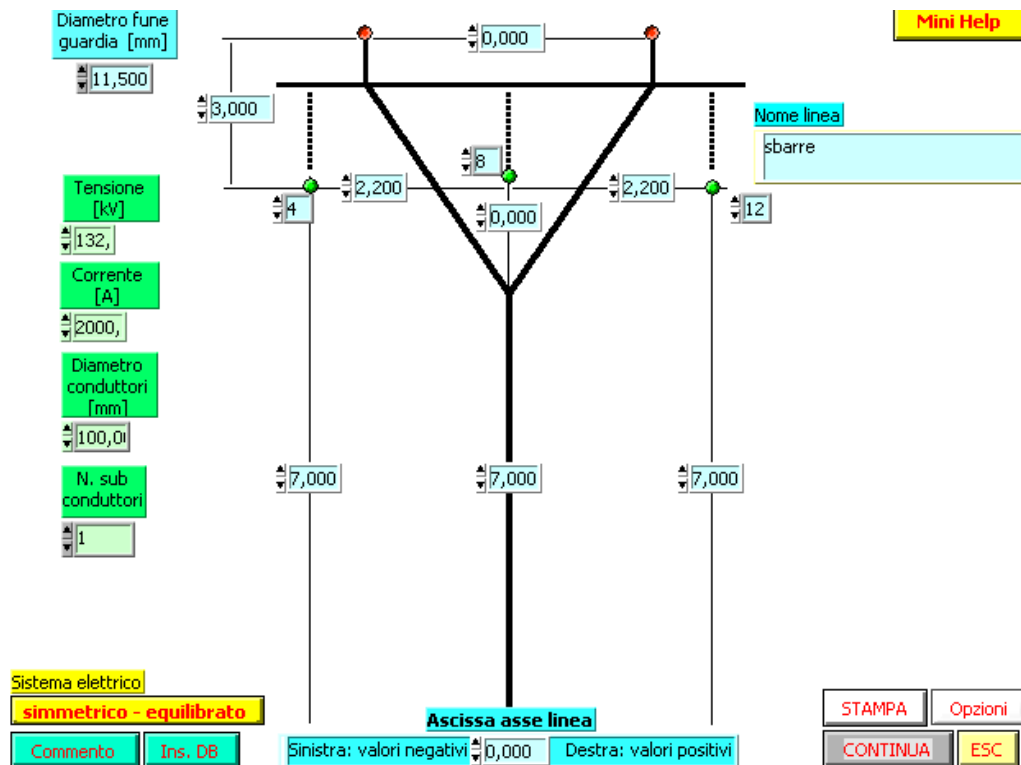 Diametro fune
guardia [mm]
11,500
0,000
Mini Help
3,000
Nome linea
sbarre
8
Tensione
[kV]
132,
4
2,200
0,000
2,200
12
Corrente
[A]
2000,
Diametro
conduttori
[mm]
100,0
N. sub
conduttori
1
7,000
7,000
7,000
Sistema elettrico
simmetrico - equilibrato
Commento
Ins. DB
Ascissa asse linea
Sinistra: valori negativi
0,000
Destra: valori positivi
STAMPA
Opzioni
CONTINUA
ESC